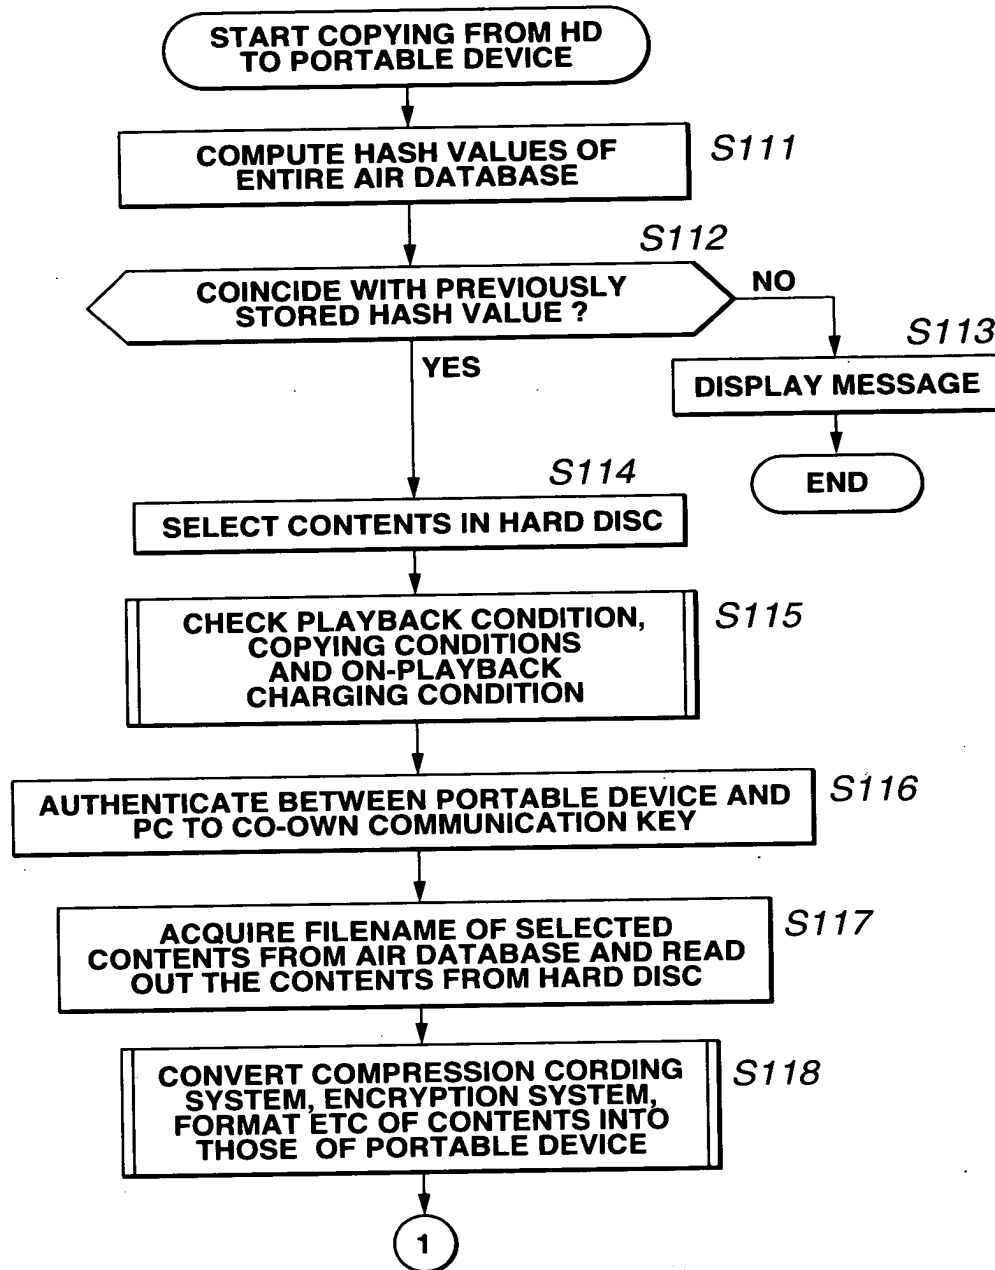 START COPYING FROM HD
TO PORTABLE DEVICE
COMPUTE HASH VALUES OF
ENTIRE AIR DATABASE
S111
S112
COINCIDE WITH PREVIOUSLY
STORED HASH VALUE ?
NO
YES
S113
DISPLAY MESSAGE
END
S114
SELECT CONTENTS IN HARD DISC
CHECK PLAYBACK CONDITION,
COPYING CONDITIONS
AND ON-PLAYBACK
CHARGING CONDITION
S115
AUTHENTICATE BETWEEN PORTABLE DEVICE AND
PC TO CO-OWN COMMUNICATION KEY
S116
ACQUIRE FILENAME OF SELECTED
CONTENTS FROM AIR DATABASE AND READ
OUT THE CONTENTS FROM HARD DISC
S117
CONVERT COMPRESSION CORDING
SYSTEM, ENCRYPTION SYSTEM,
FORMAT ETC OF CONTENTS INTO
THOSE OF PORTABLE DEVICE
S118
1